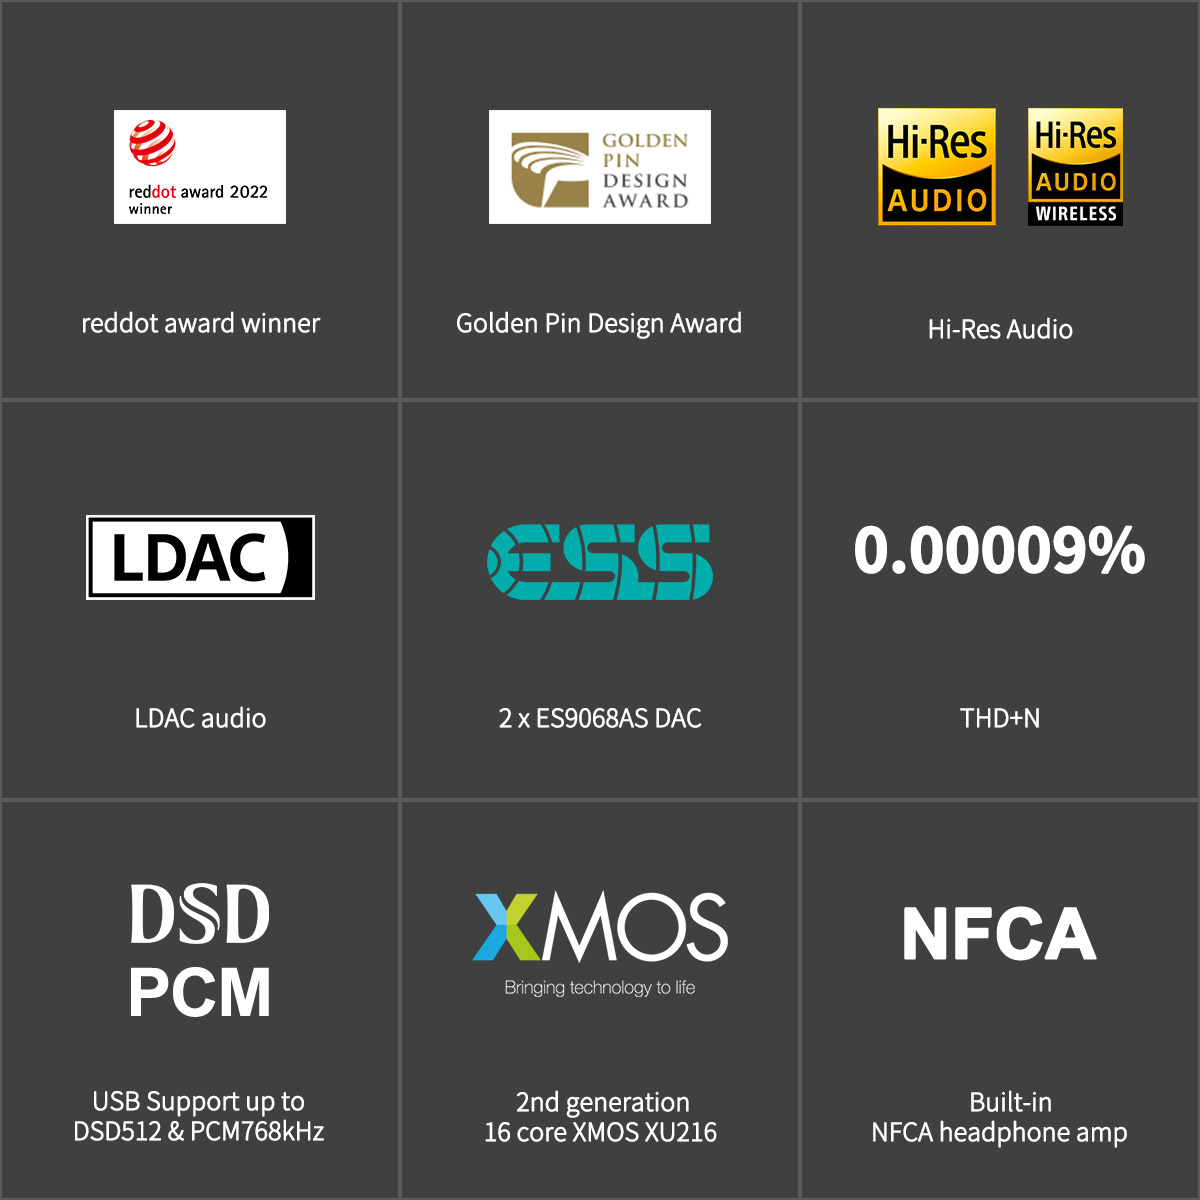 reddot award 2022
winner
reddot award winner
GOLDEN
PIN
DESIGN
AWARD
Golden Pin Design Award
Hi-Res
AUDIO
Hi-Res
AUDIO
WIRELESS
Hi-Res Audio
LDAC
LDAC audio
ESS
2 x ES9068AS DAC
0.00009%
THD+N
DSD
PCM
USB Support up to
DSD512 & PCM768kHz
XMOS
Bringing technology to life
2nd generation
16 core XMOS XU216
NFCA
Built-in
NFCA headphone amp